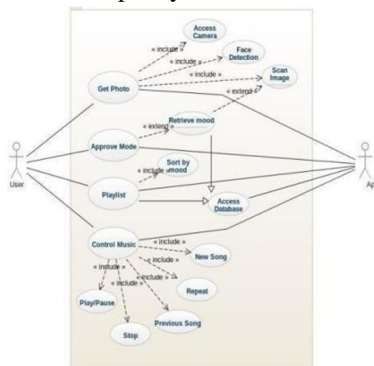 Access
Camera
« include »
Face
Detection
« include »
Scan
Image
« include »
Get Photo
« extend »
Retrieve mood
« extend »
Approve Mode
Sort by
mood
« include »
User
Playlist
Access
Database
Control Music
« include »
New Song
« include »
« include »
« include »
Repeat
Play/Pause
Previous Song
Stop